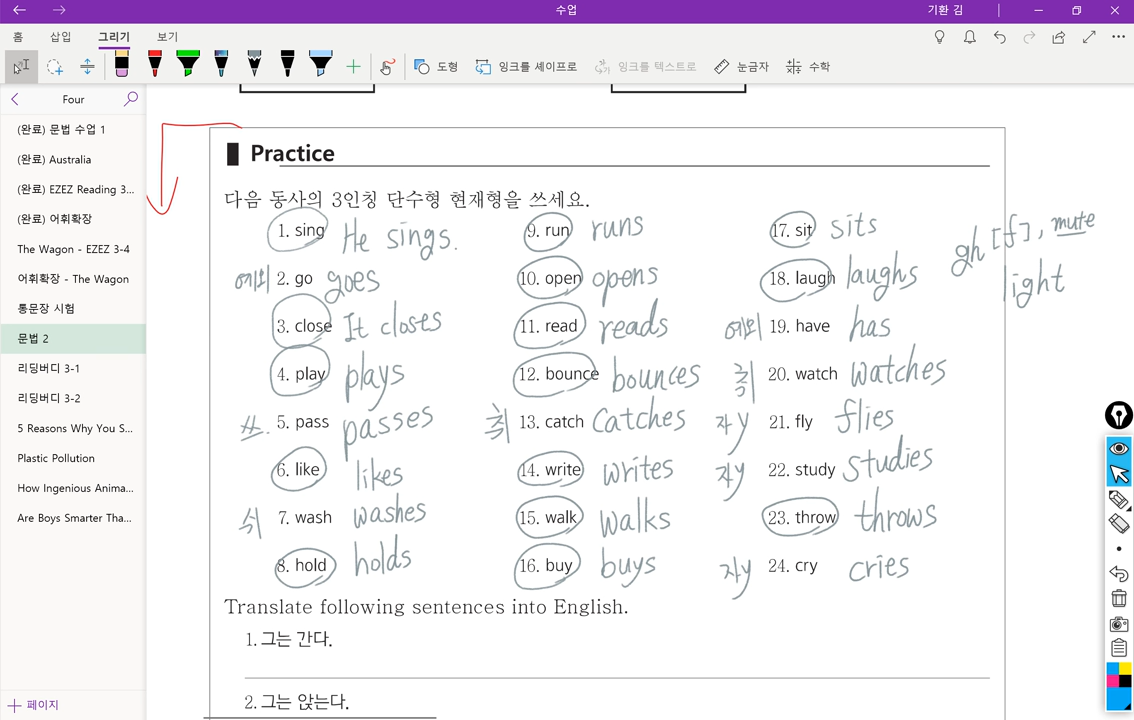 수업
기환 김
홈 삽입 그리기 보기
도형 잉크를 셰이프로 잉크를 텍스트로 눈금자 수학
Four
(완료) 문법 수업 1
(완료) Australia
(완료) EZEZ Reading 3...
(완료) 어휘확장
The Wagon - EZEZ 3-4
어휘확장 - The Wagon
통문장 시험
문법 2
리딩버디 3-1
리딩버디 3-2
5 Reasons Why You S...
Plastic Pollution
How Ingenious Anima...
Are Boys Smarter Tha...
페이지
Practice
다음 동사의 3인칭 단수형 현재형을 쓰세요.
1. sing He sings.
예외 2. go goes
3. close It closes
4. play plays
쓰. 5. pass passes
6. like likes
쉬 7. wash washes
8. hold holds
9. run runs
10. open opens
11. read reads
12. bounce bounces
취 13. catch catches
14. write writes
15. walk walks
16. buy buys
17. sit sits
18. laugh laughs
예외 19. have has
취 20. watch watches
자y 21. fly flies
자y 22. study studies
23. throw throws
자y 24. cry cries
gh [f], mute
light
Translate following sentences into English.
1. 그는 간다.
2. 그는 앉는다.